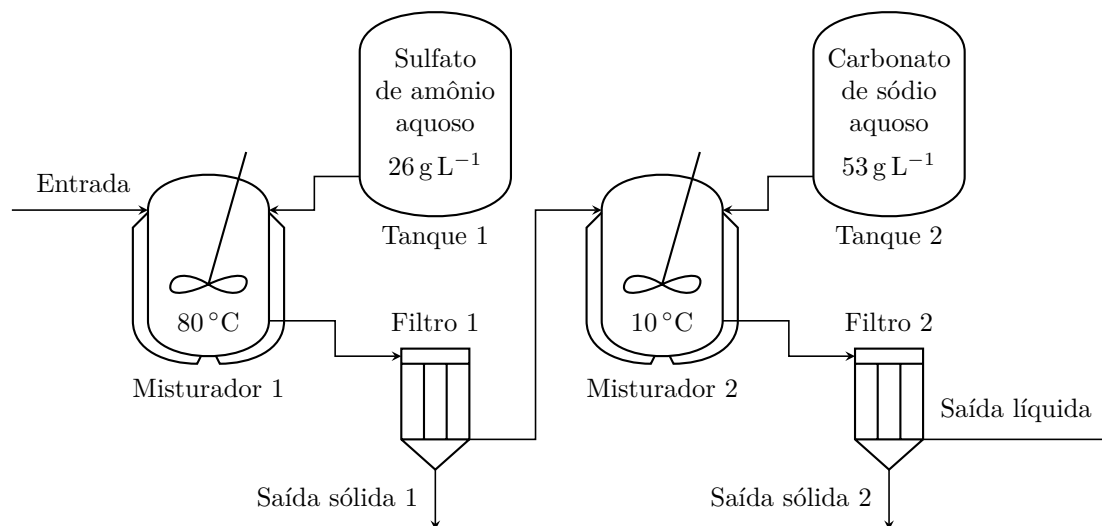 Sulfato
de amônio
aquoso
26 g L⁻¹
Tanque 1
Carbonato
de sódio
aquoso
53 g L⁻¹
Tanque 2
Entrada
80 °C
Misturador 1
Filtro 1
Saída sólida 1
10 °C
Misturador 2
Filtro 2
Saída líquida
Saída sólida 2